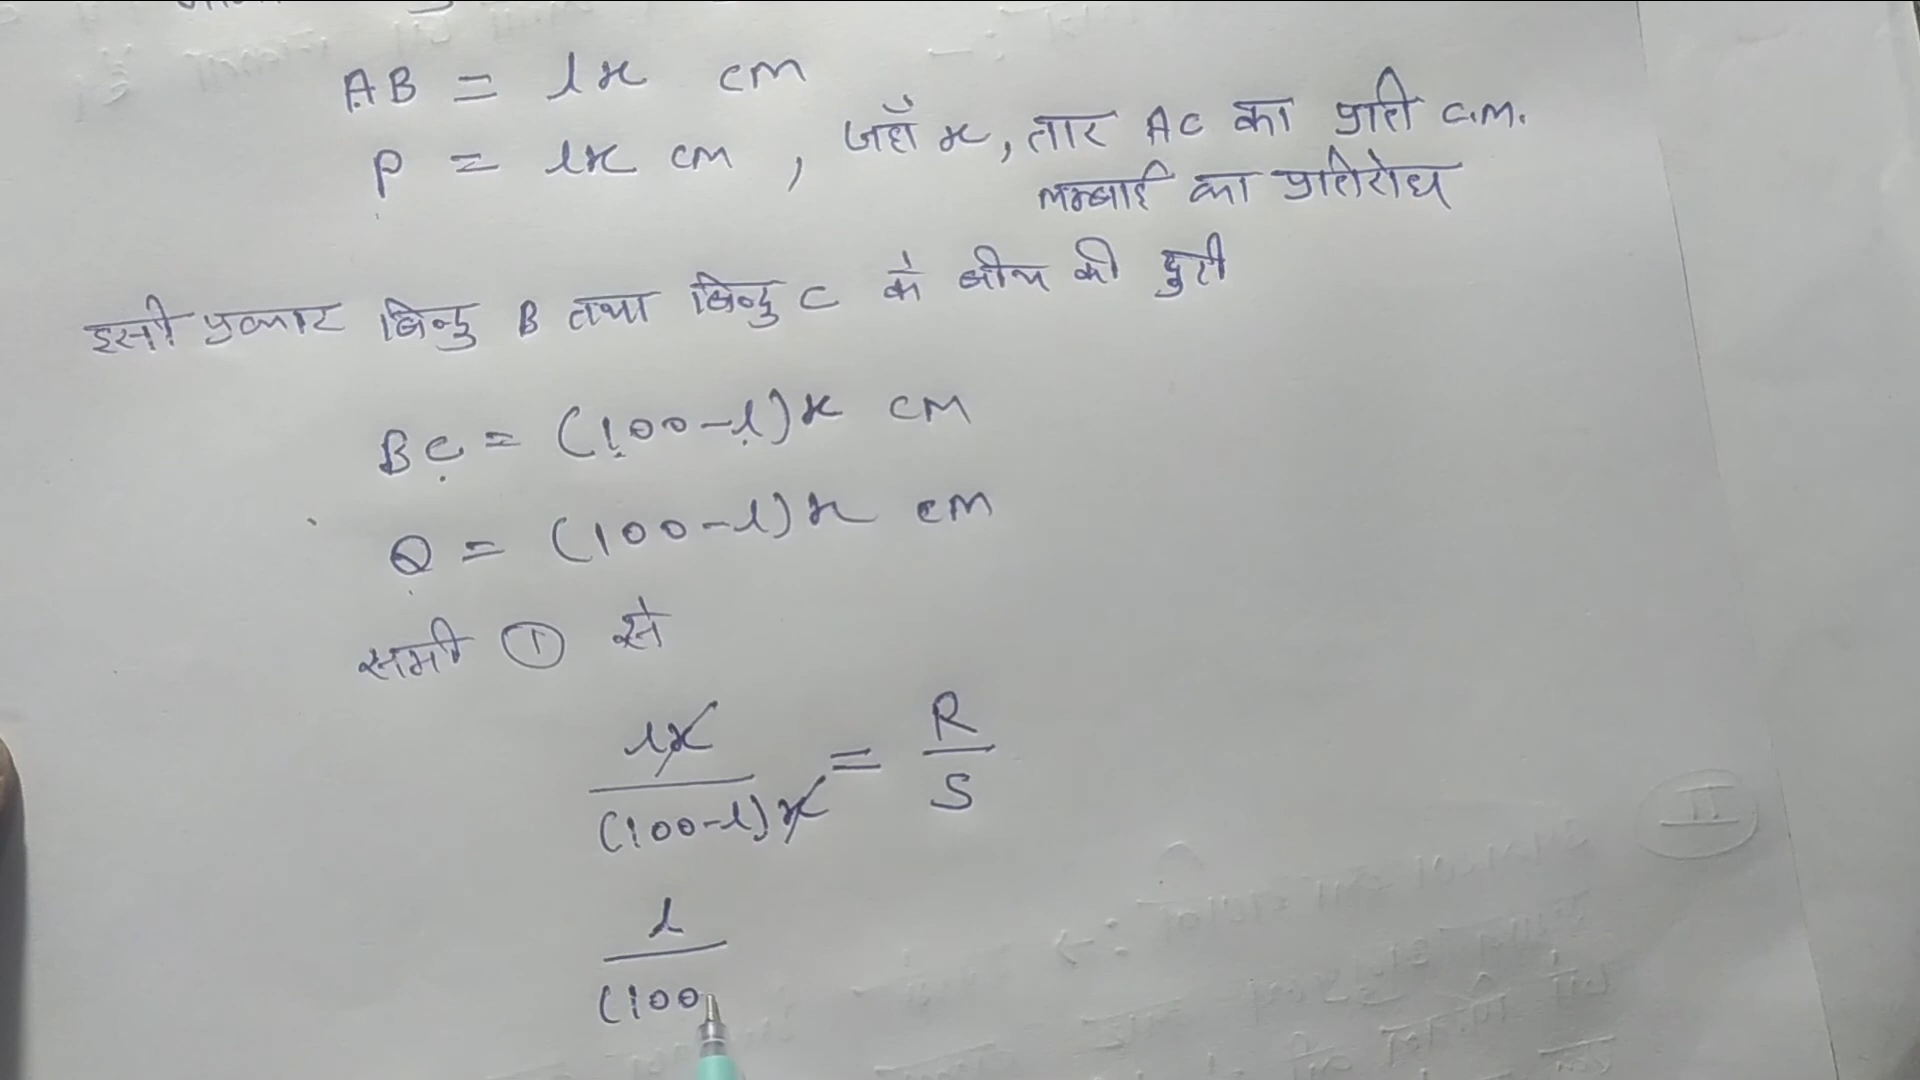 AB = lx cm
P = lx cm , जहाँ x, तार AC का प्रति c.m.
लम्बाई का प्रतिरोध
इसी प्रकार बिन्दु B तथा बिन्दु C के बीच की दुरी
BC = (100-l)x cm
Q = (100-l)x cm
समी ① से
lx/(100-l)x = R/S
l/(100